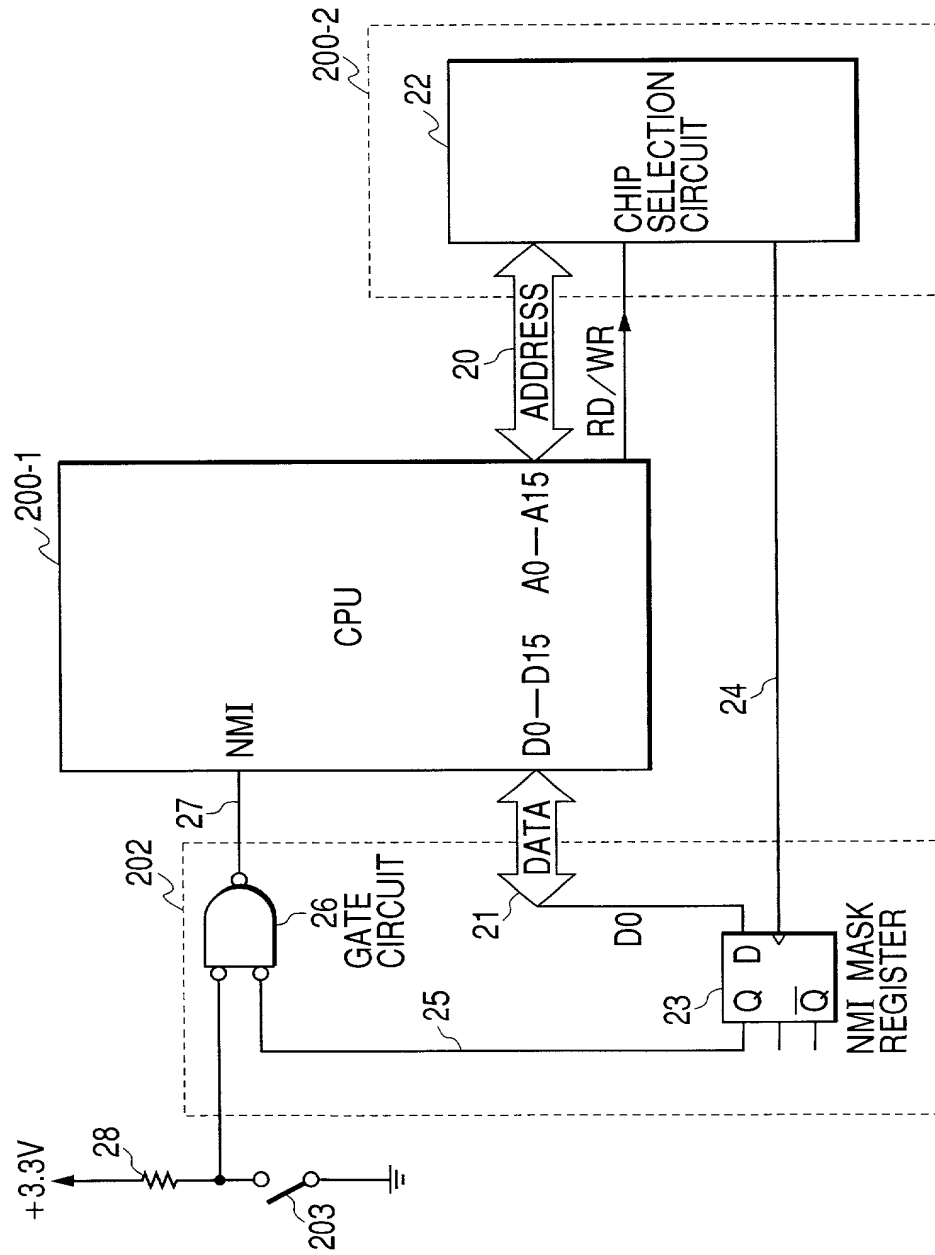 +3.3V
28
203
202
27
26
GATE
CIRCUIT
25
21
DATA
D0
23
Q
D
Q̅
NMI MASK
REGISTER
24
200-1
NMI
CPU
D0—D15
A0—A15
20
ADDRESS
RD/WR
200-2
22
CHIP
SELECTION
CIRCUIT